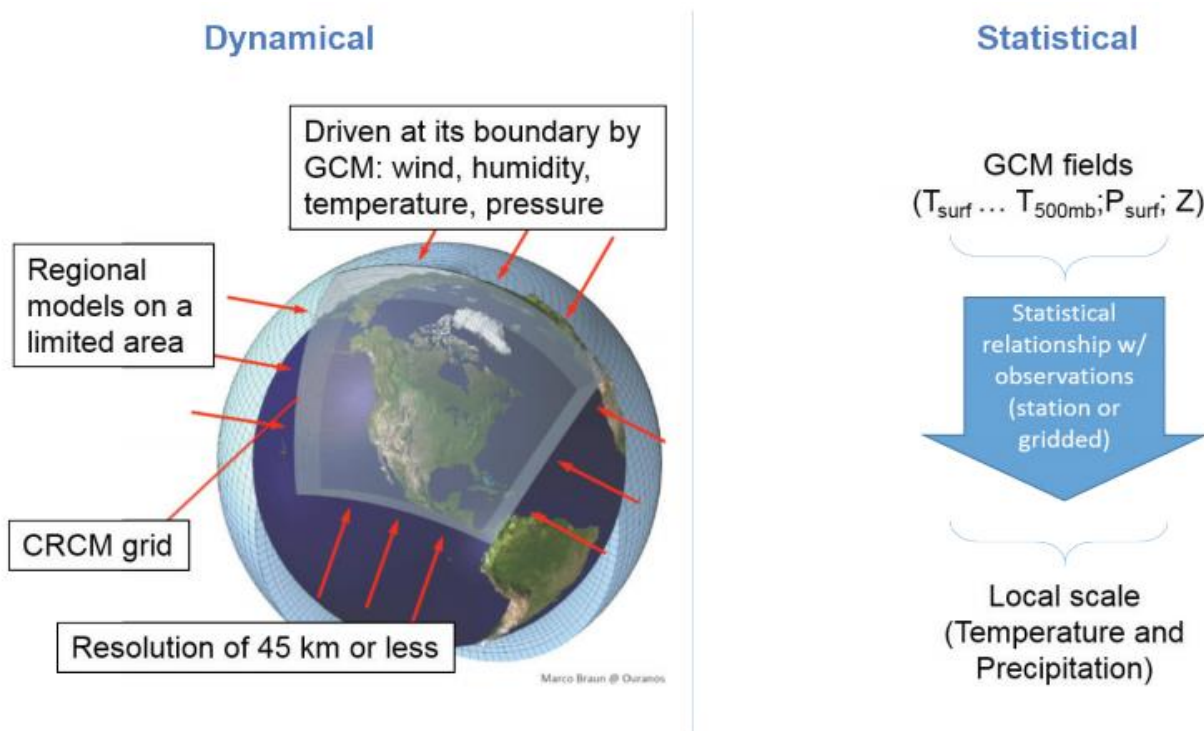 Dynamical
Driven at its boundary by
GCM: wind, humidity,
temperature, pressure
Regional
models on a
limited area
CRCM grid
Resolution of 45 km or less
Marco Braun @ Ouranos
Statistical
GCM fields
(Tsurf … T500mb;Psurf; Z)
Statistical
relationship w/
observations
(station or
gridded)
Local scale
(Temperature and
Precipitation)